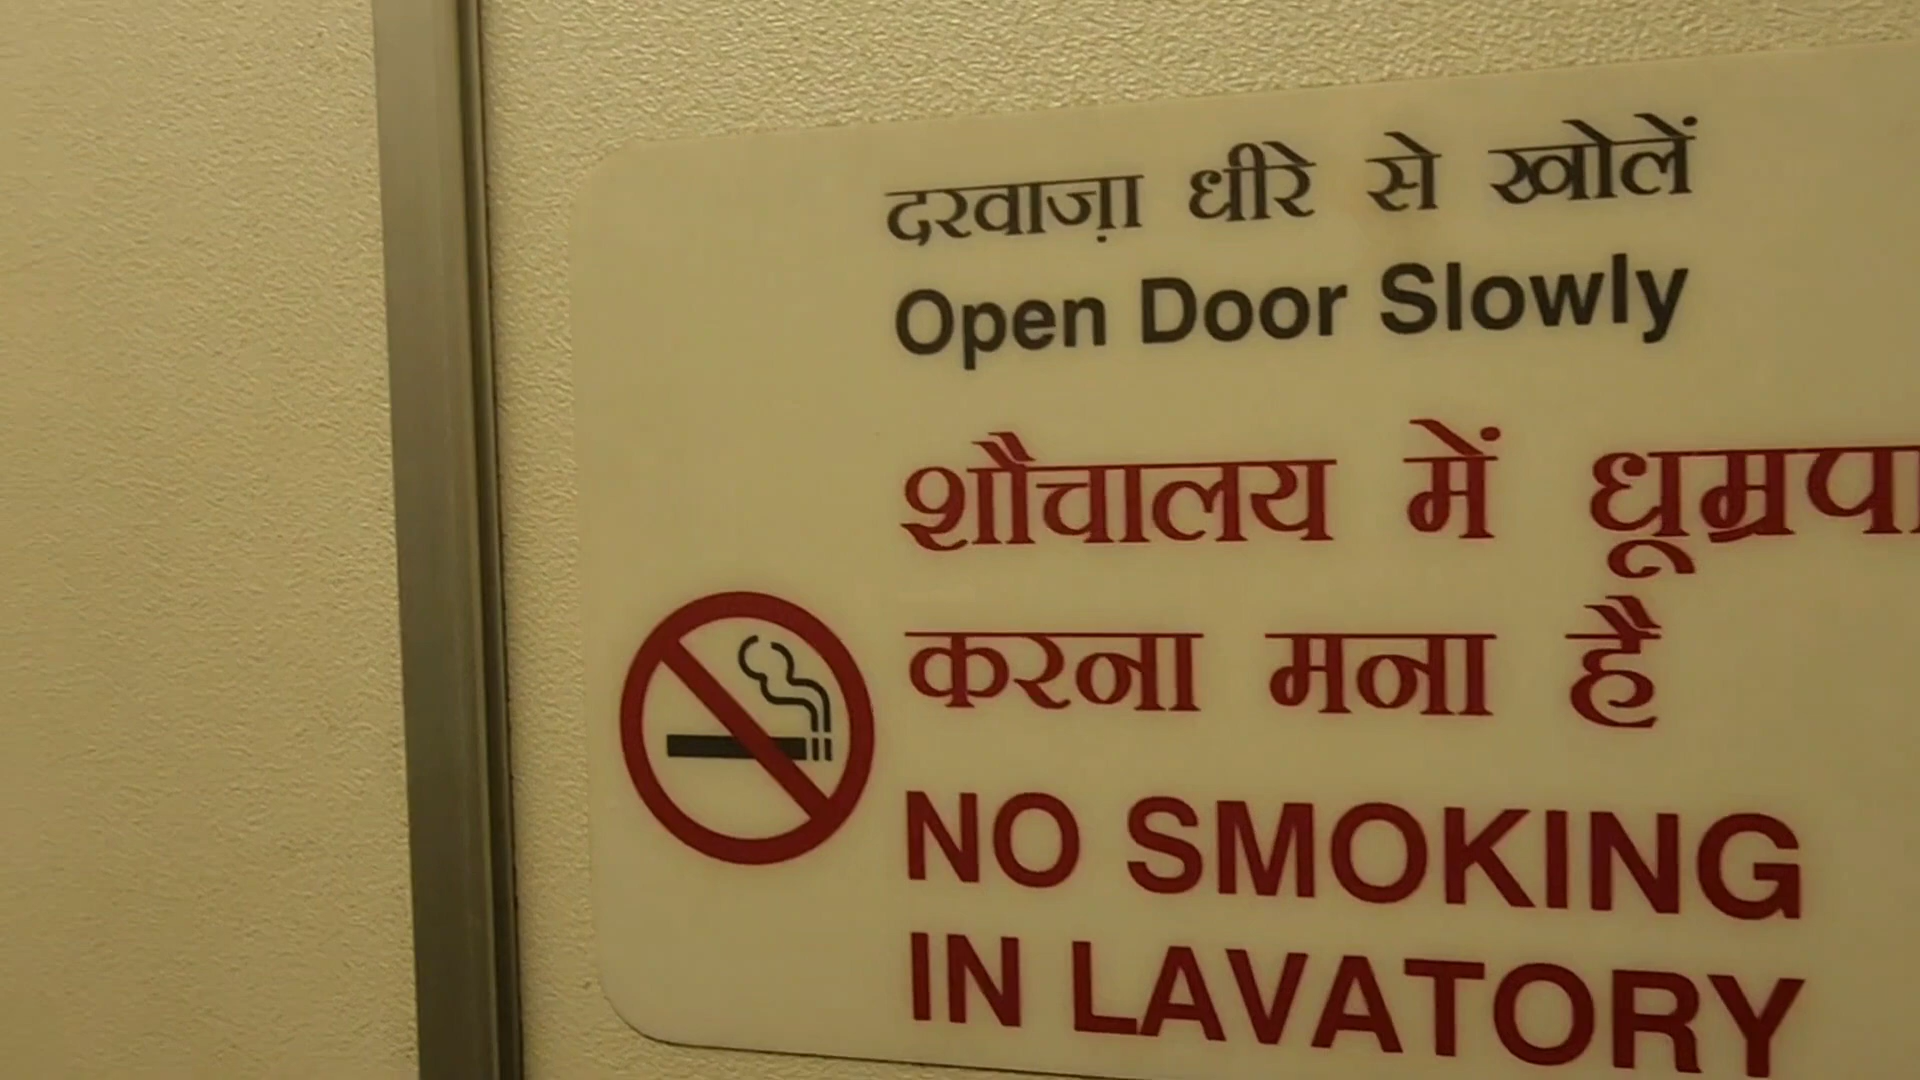 दरवाज़ा धीरे से खोलें
Open Door Slowly
शौचालय में धूम्रपा
करना मना है
NO SMOKING
IN LAVATORY